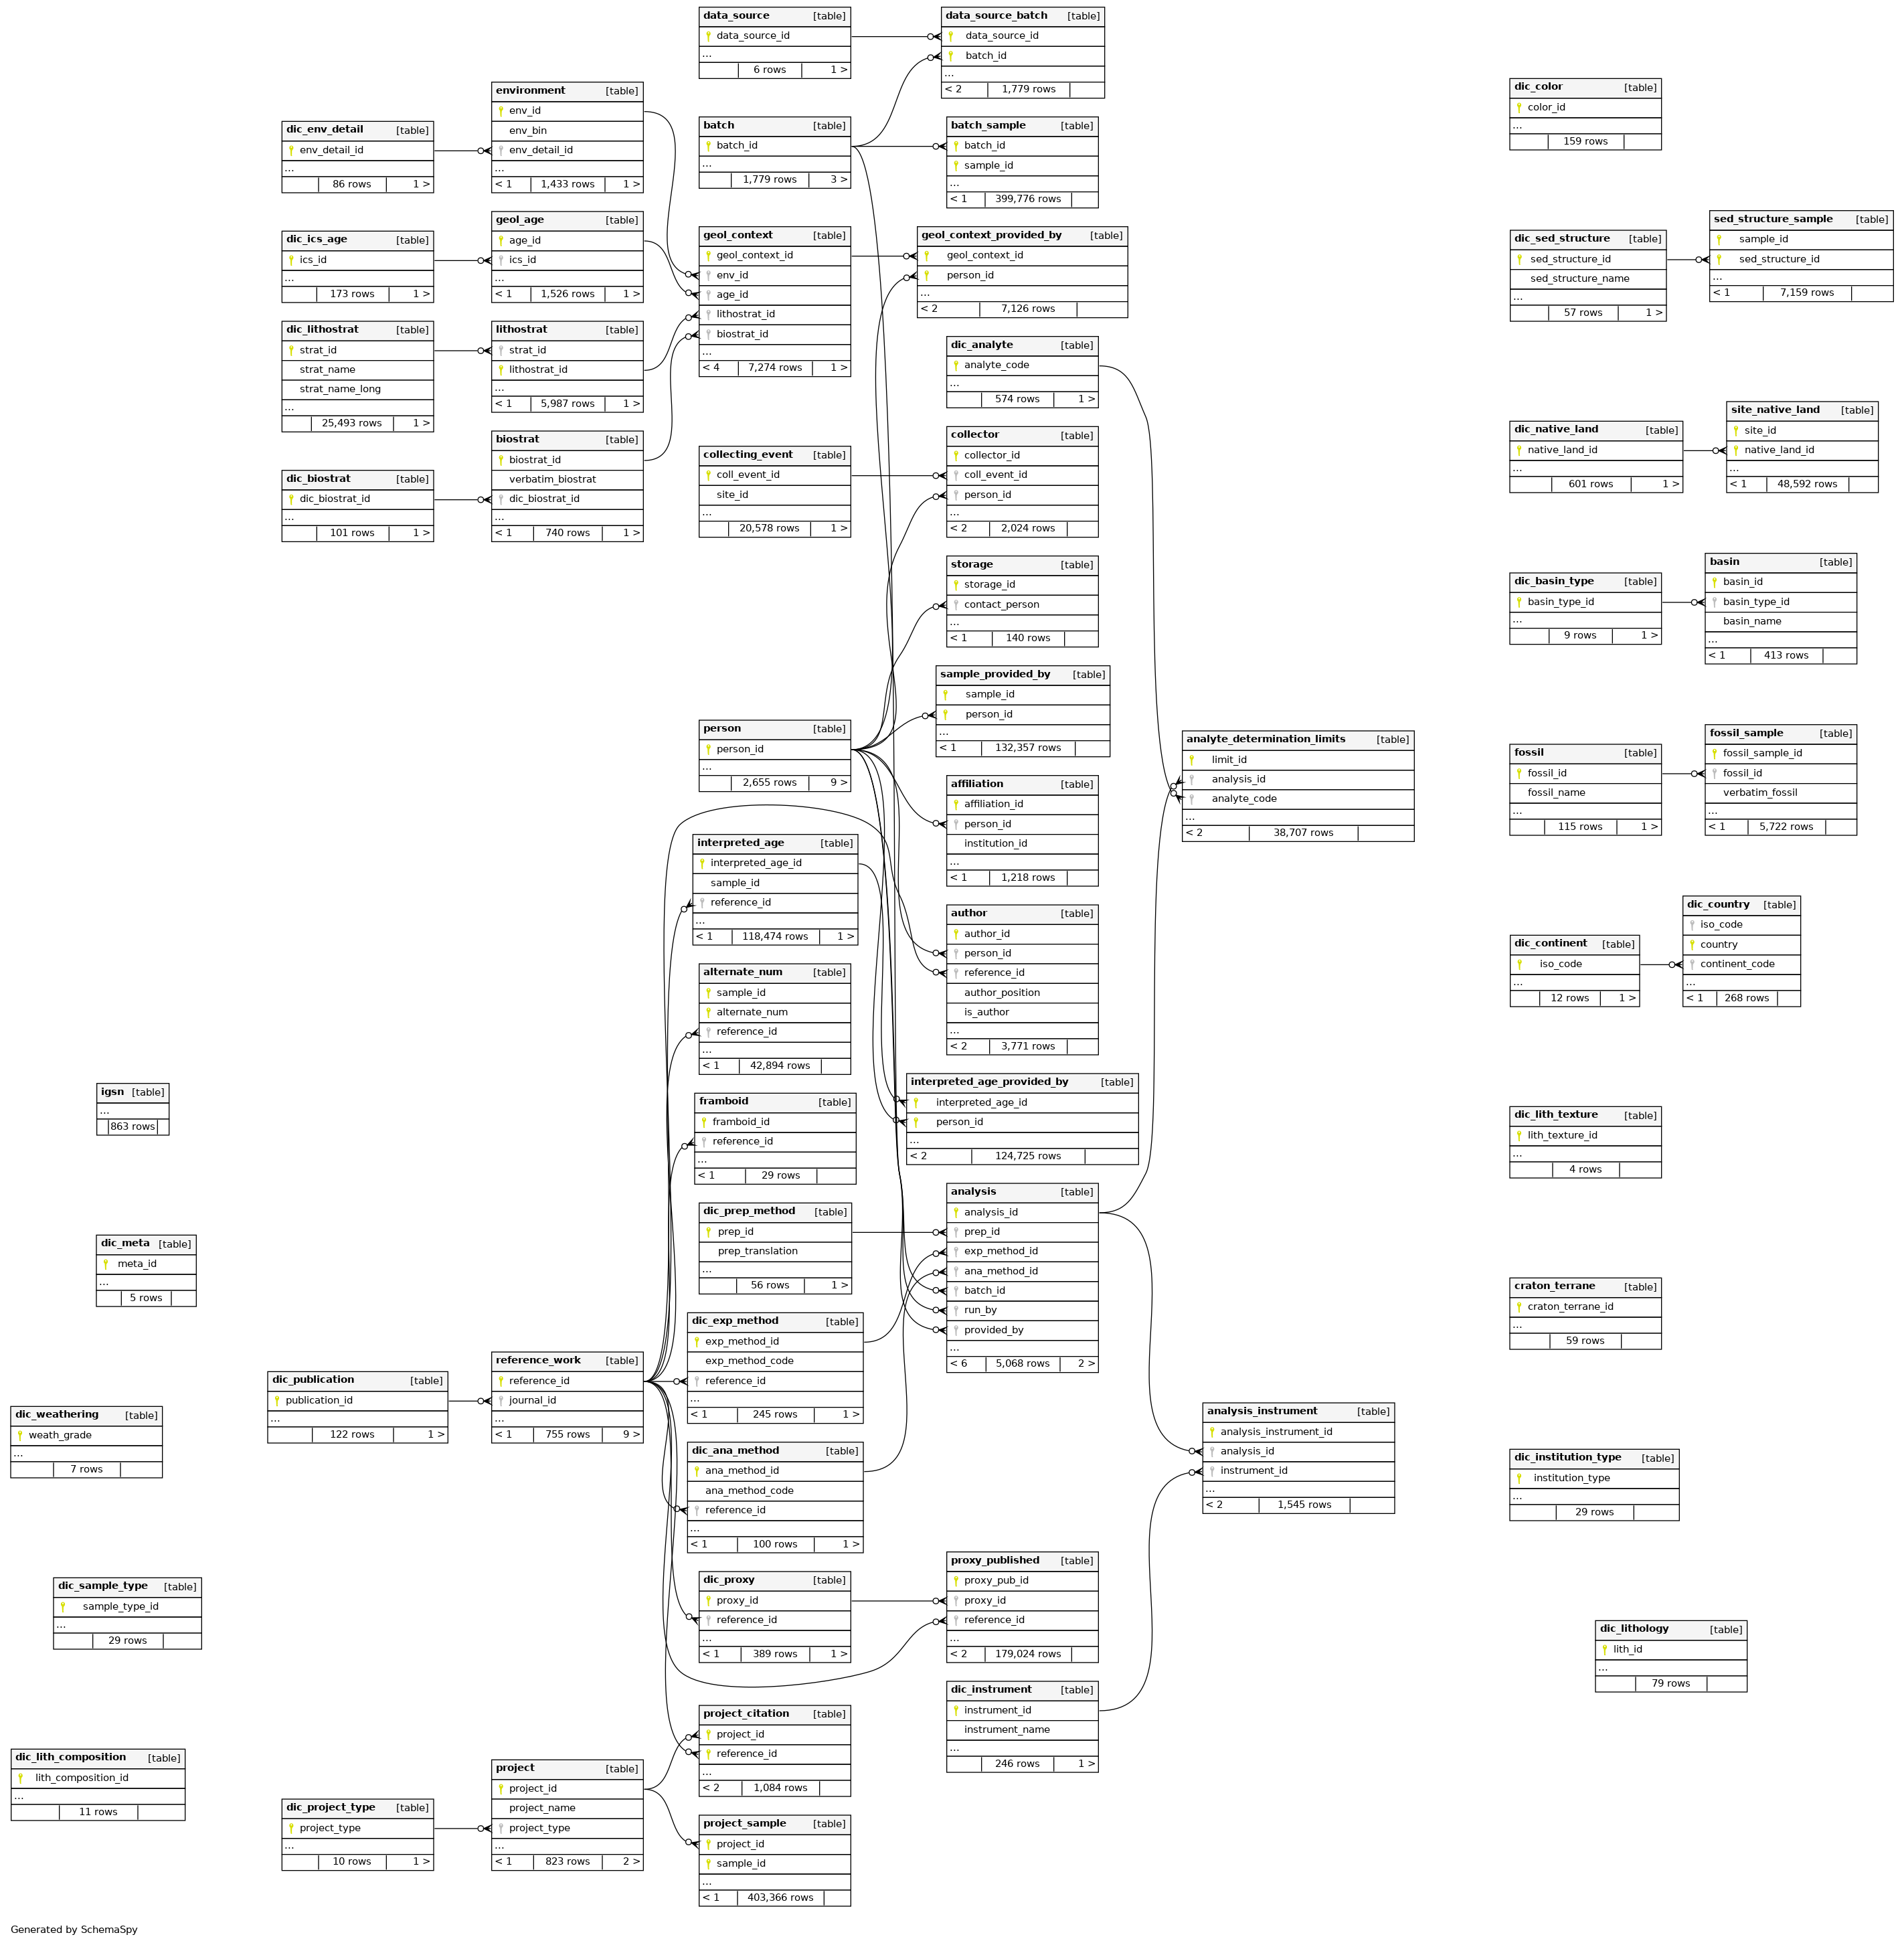 data_source [table]
data_source_id
...
6 rows 1 >
data_source_batch [table]
data_source_id
batch_id
...
< 2 1,779 rows
environment [table]
env_id
env_bin
env_detail_id
...
< 1 1,433 rows 1 >
dic_env_detail [table]
env_detail_id
...
86 rows 1 >
batch [table]
batch_id
...
1,779 rows 3 >
batch_sample [table]
batch_id
sample_id
...
< 1 399,776 rows
dic_color [table]
color_id
...
159 rows
geol_age [table]
age_id
ics_id
...
< 1 1,526 rows 1 >
dic_ics_age [table]
ics_id
...
173 rows 1 >
geol_context [table]
geol_context_id
env_id
age_id
lithostrat_id
biostrat_id
...
< 4 7,274 rows 1 >
geol_context_provided_by [table]
geol_context_id
person_id
...
< 2 7,126 rows
dic_sed_structure [table]
sed_structure_id
sed_structure_name
...
57 rows 1 >
sed_structure_sample [table]
sample_id
sed_structure_id
...
< 1 7,159 rows
dic_lithostrat [table]
strat_id
strat_name
strat_name_long
...
25,493 rows 1 >
lithostrat [table]
strat_id
lithostrat_id
...
< 1 5,987 rows 1 >
dic_analyte [table]
analyte_code
...
574 rows 1 >
biostrat [table]
biostrat_id
verbatim_biostrat
dic_biostrat_id
...
< 1 740 rows 1 >
dic_biostrat [table]
dic_biostrat_id
...
101 rows 1 >
collecting_event [table]
coll_event_id
site_id
...
20,578 rows 1 >
collector [table]
collector_id
coll_event_id
person_id
...
< 2 2,024 rows
dic_native_land [table]
native_land_id
...
601 rows 1 >
site_native_land [table]
site_id
native_land_id
...
< 1 48,592 rows
storage [table]
storage_id
contact_person
...
< 1 140 rows
dic_basin_type [table]
basin_type_id
...
9 rows 1 >
basin [table]
basin_id
basin_type_id
basin_name
...
< 1 413 rows
sample_provided_by [table]
sample_id
person_id
...
< 1 132,357 rows
person [table]
person_id
...
2,655 rows 9 >
analyte_determination_limits [table]
limit_id
analysis_id
analyte_code
...
< 2 38,707 rows
fossil [table]
fossil_id
fossil_name
...
115 rows 1 >
fossil_sample [table]
fossil_sample_id
fossil_id
verbatim_fossil
...
< 1 5,722 rows
affiliation [table]
affiliation_id
person_id
institution_id
...
< 1 1,218 rows
interpreted_age [table]
interpreted_age_id
sample_id
reference_id
...
< 1 118,474 rows 1 >
author [table]
author_id
person_id
reference_id
author_position
is_author
...
< 2 3,771 rows
dic_continent [table]
iso_code
...
12 rows 1 >
dic_country [table]
iso_code
country
continent_code
...
< 1 268 rows
alternate_num [table]
sample_id
alternate_num
reference_id
...
< 1 42,894 rows
igsn [table]
...
863 rows
framboid [table]
framboid_id
reference_id
...
< 1 29 rows
interpreted_age_provided_by [table]
interpreted_age_id
person_id
...
< 2 124,725 rows
dic_lith_texture [table]
lith_texture_id
...
4 rows
dic_meta [table]
meta_id
...
5 rows
dic_prep_method [table]
prep_id
prep_translation
...
56 rows 1 >
analysis [table]
analysis_id
prep_id
exp_method_id
ana_method_id
batch_id
run_by
provided_by
...
< 6 5,068 rows 2 >
craton_terrane [table]
craton_terrane_id
...
59 rows
dic_exp_method [table]
exp_method_id
exp_method_code
reference_id
...
< 1 245 rows 1 >
reference_work [table]
reference_id
journal_id
...
< 1 755 rows 9 >
dic_publication [table]
publication_id
...
122 rows 1 >
dic_weathering [table]
weath_grade
...
7 rows
analysis_instrument [table]
analysis_instrument_id
analysis_id
instrument_id
...
< 2 1,545 rows
dic_ana_method [table]
ana_method_id
ana_method_code
reference_id
...
< 1 100 rows 1 >
dic_institution_type [table]
institution_type
...
29 rows
dic_sample_type [table]
sample_type_id
...
29 rows
dic_proxy [table]
proxy_id
reference_id
...
< 1 389 rows 1 >
proxy_published [table]
proxy_pub_id
proxy_id
reference_id
...
< 2 179,024 rows
dic_lithology [table]
lith_id
...
79 rows
dic_instrument [table]
instrument_id
instrument_name
...
246 rows 1 >
project_citation [table]
project_id
reference_id
...
< 2 1,084 rows
dic_lith_composition [table]
lith_composition_id
...
11 rows
project [table]
project_id
project_name
project_type
...
< 1 823 rows 2 >
dic_project_type [table]
project_type
...
10 rows 1 >
project_sample [table]
project_id
sample_id
...
< 1 403,366 rows
Generated by SchemaSpy